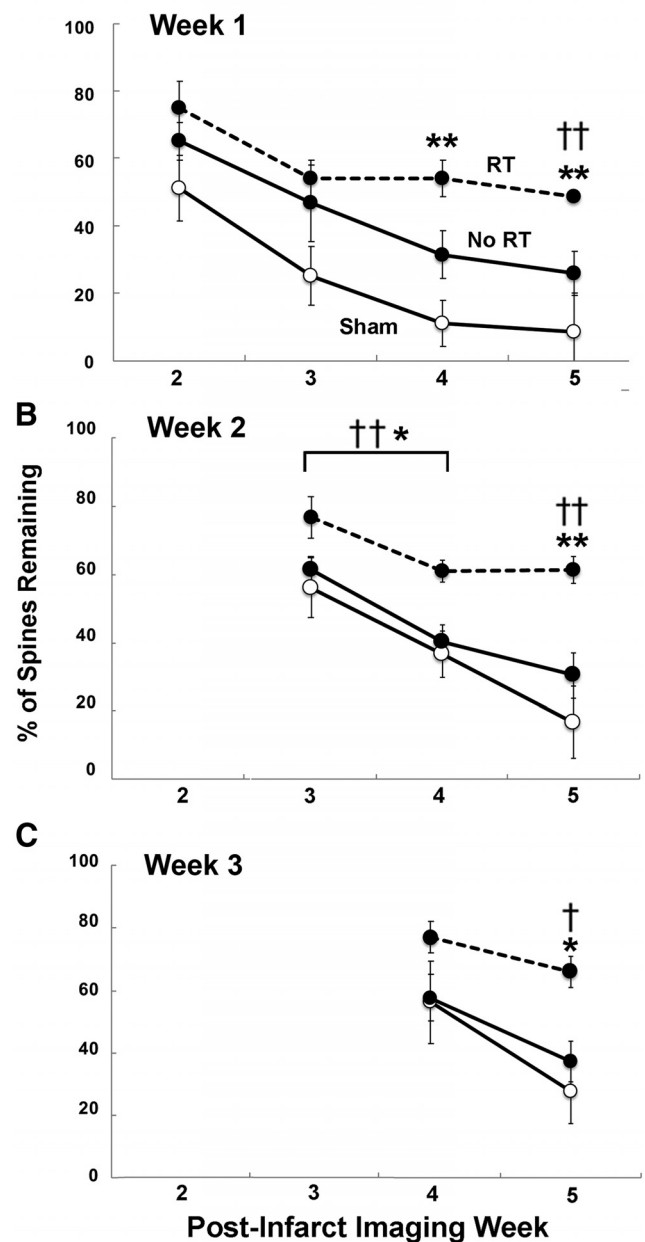 100 Week 1
80
** †† **
60 RT
40 No RT
20 Sham
0
2 3 4 5
B 100 Week 2 †† *
80 †† **
60
40
20
0
2 3 4 5
% of Spines Remaining
C 100 Week 3
80 † *
60
40
20
0
2 3 4 5
Post-Infarct Imaging Week